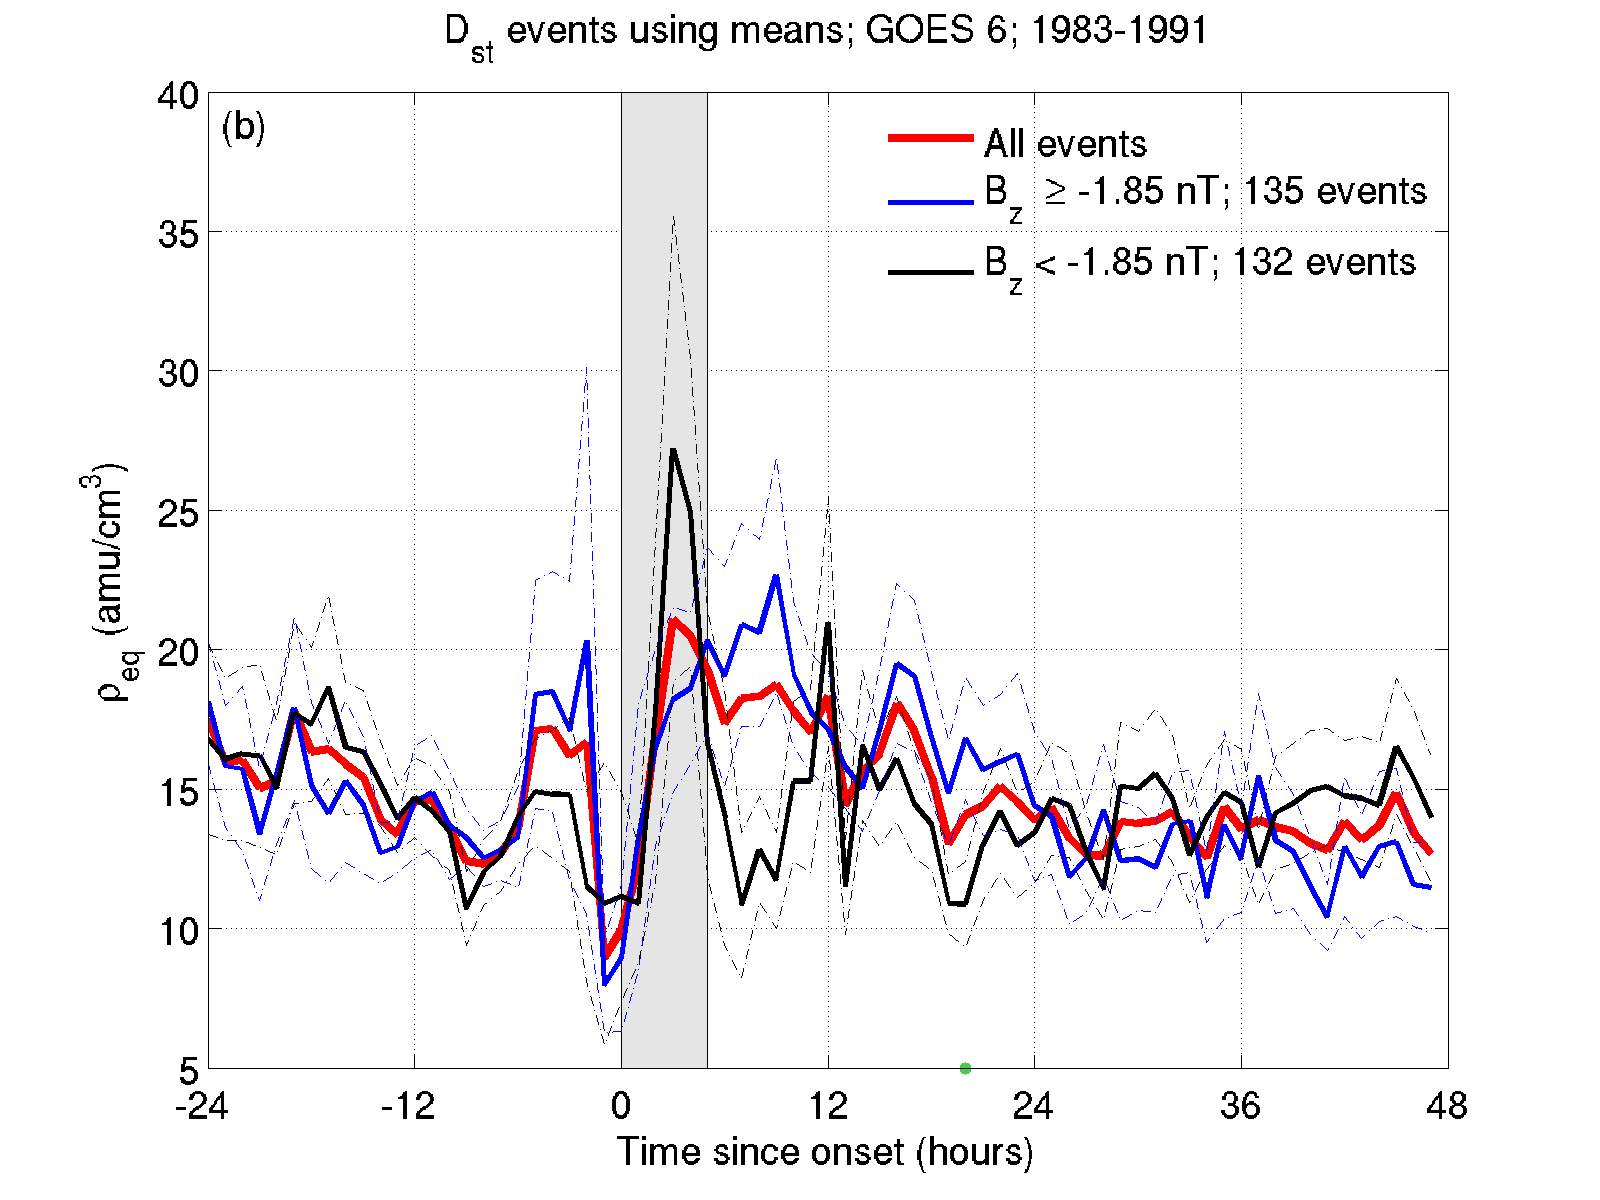 D_st events using means; GOES 6; 1983-1991
(b)
All events
B_z ≥ -1.85 nT; 135 events
B_z < -1.85 nT; 132 events
40
35
30
25
20
15
10
5
ρ_eq (amu/cm^3)
-24 -12 0 12 24 36 48
Time since onset (hours)